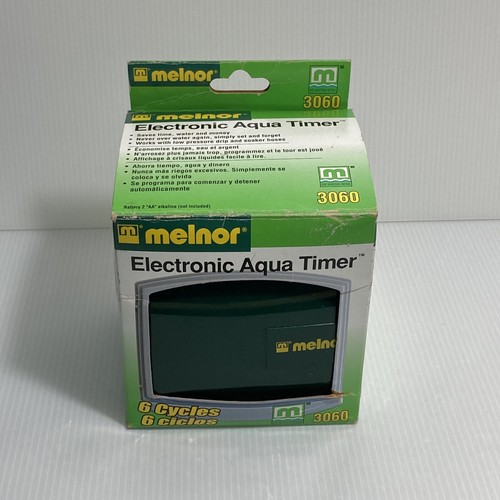 melnor®
3060
melnor®
Electronic Aqua Timer™
• Saves time, water and money
• Never over water again, simply set and forget
• Works with low pressure drip and soaker hoses
• Économise temps, eau et argent
• N'arrosez plus jamais trop, programmez et le tour est joué
• Affichage à cristaux liquides facile à lire.
• Ahorra tiempo, agua y dinero
• Nunca más riegos excesivos. Simplemente se
coloca y se olvida
• Se programa para comenzar y detener
automáticamente
3060
Battery 2 "AA" alkaline (not included)
melnor®
Electronic Aqua Timer™
melnor
6 Cycles
6 ciclos
3060